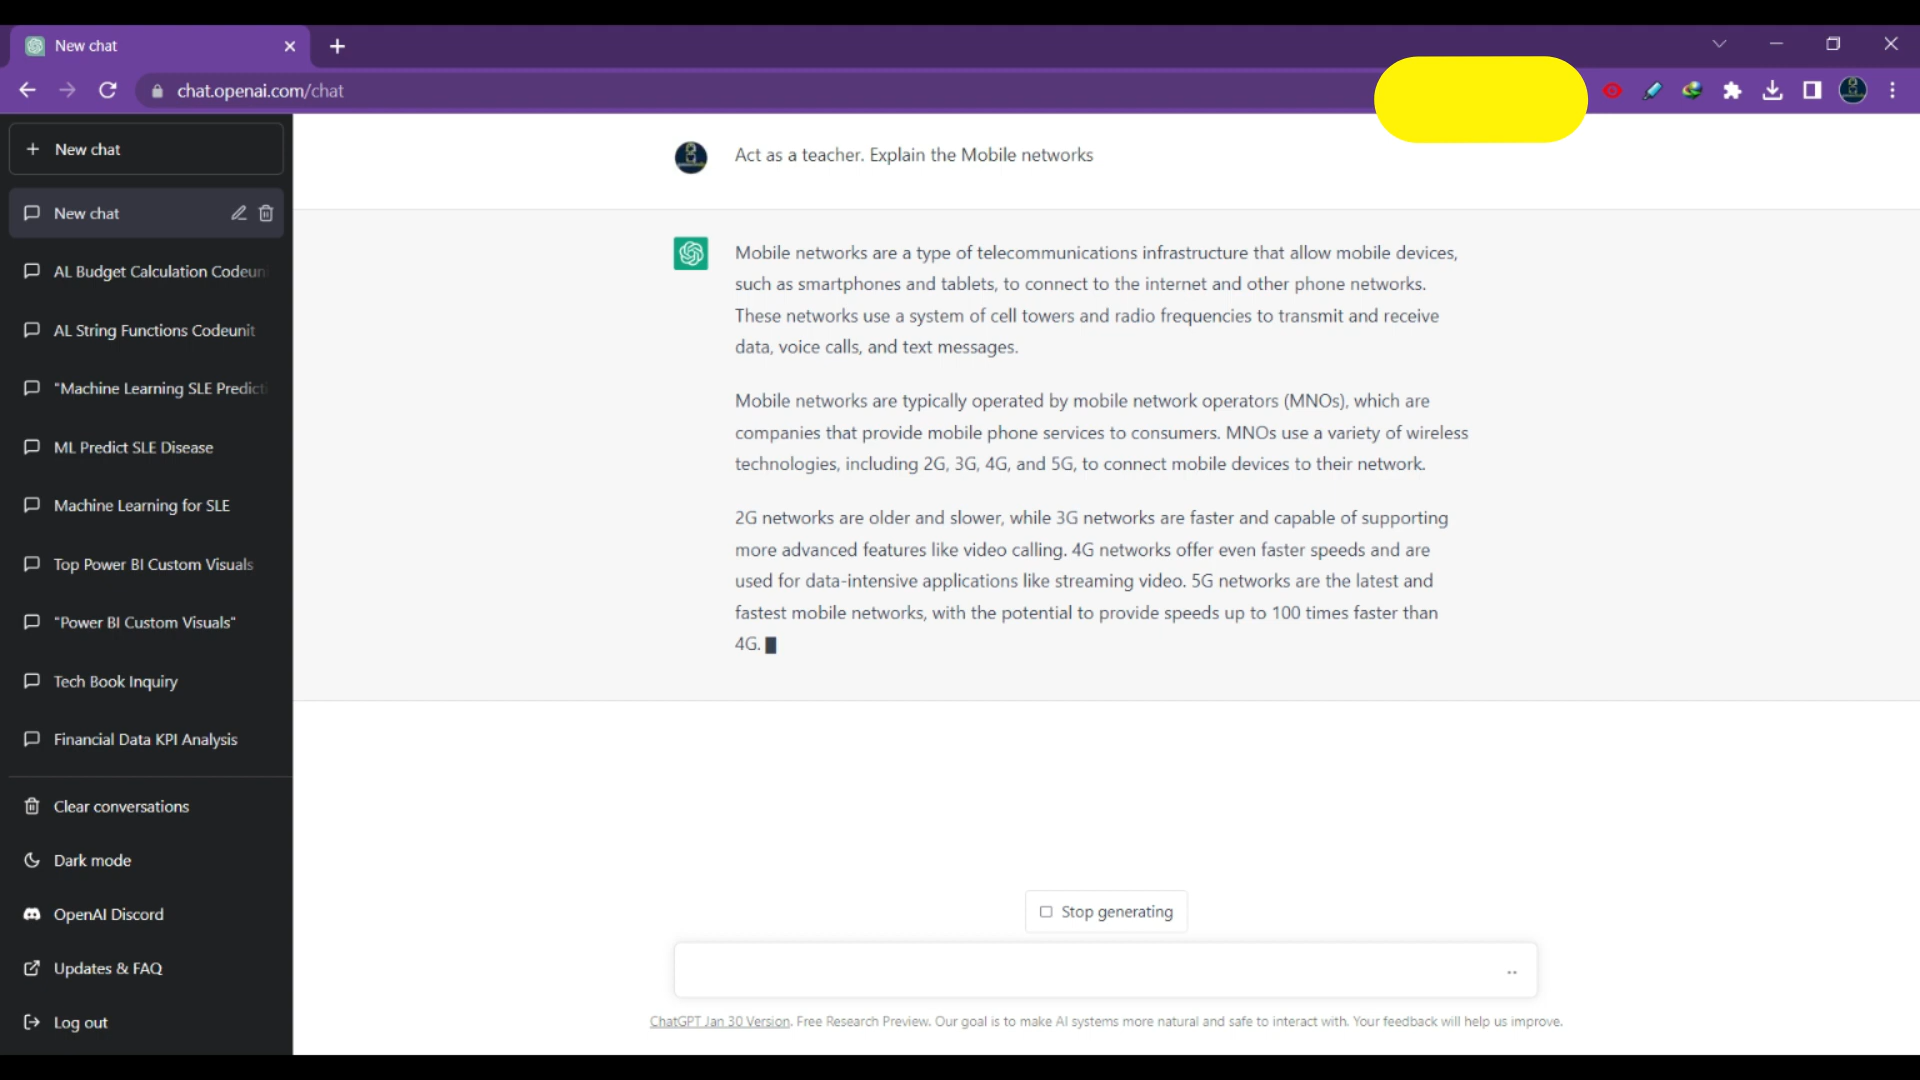 New chat
chat.openai.com/chat
New chat
New chat
AL Budget Calculation Codeun
AL String Functions Codeunit
"Machine Learning SLE Predicti
ML Predict SLE Disease
Machine Learning for SLE
Top Power BI Custom Visuals
"Power BI Custom Visuals"
Tech Book Inquiry
Financial Data KPI Analysis
Clear conversations
Dark mode
OpenAI Discord
Updates & FAQ
Log out
Act as a teacher. Explain the Mobile networks
Mobile networks are a type of telecommunications infrastructure that allow mobile devices,
such as smartphones and tablets, to connect to the internet and other phone networks.
These networks use a system of cell towers and radio frequencies to transmit and receive
data, voice calls, and text messages.
Mobile networks are typically operated by mobile network operators (MNOs), which are
companies that provide mobile phone services to consumers. MNOs use a variety of wireless
technologies, including 2G, 3G, 4G, and 5G, to connect mobile devices to their network.
2G networks are older and slower, while 3G networks are faster and capable of supporting
more advanced features like video calling. 4G networks offer even faster speeds and are
used for data-intensive applications like streaming video. 5G networks are the latest and
fastest mobile networks, with the potential to provide speeds up to 100 times faster than
4G.
Stop generating
ChatGPT Jan 30 Version. Free Research Preview. Our goal is to make AI systems more natural and safe to interact with. Your feedback will help us improve.